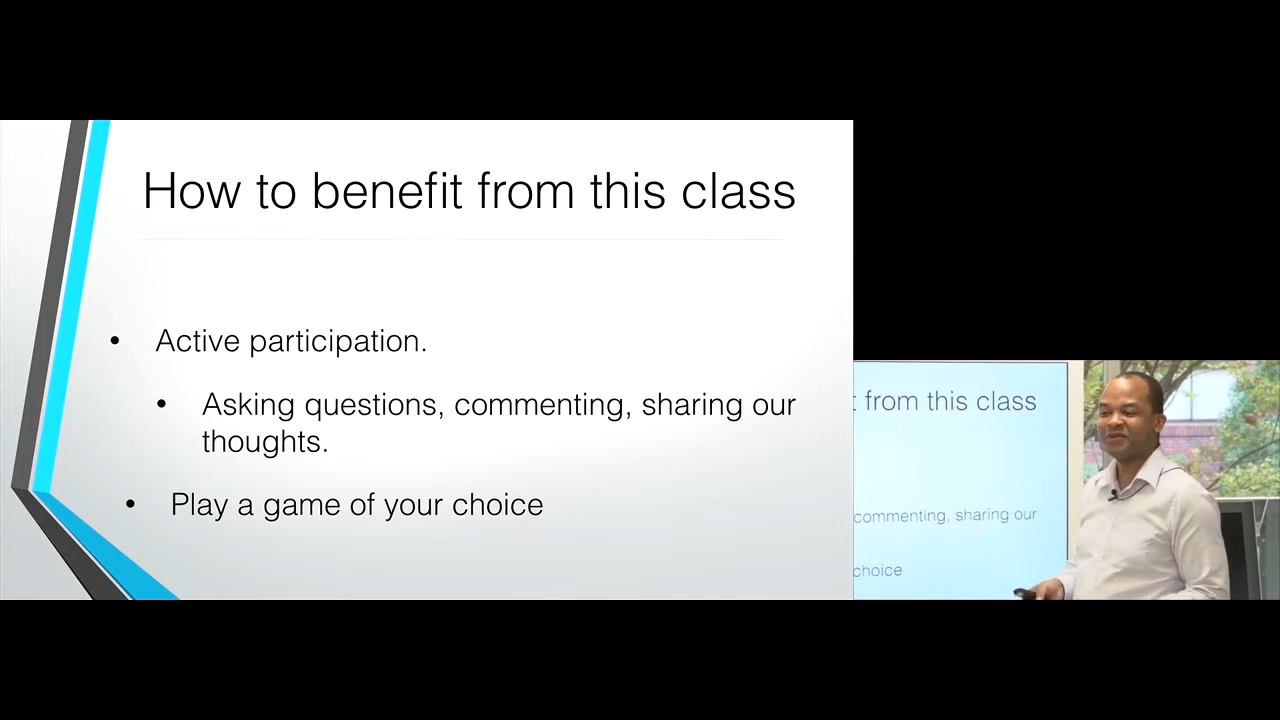 How to benefit from this class
• Active participation.
• Asking questions, commenting, sharing our
thoughts.
• Play a game of your choice
from this class
commenting, sharing our
choice